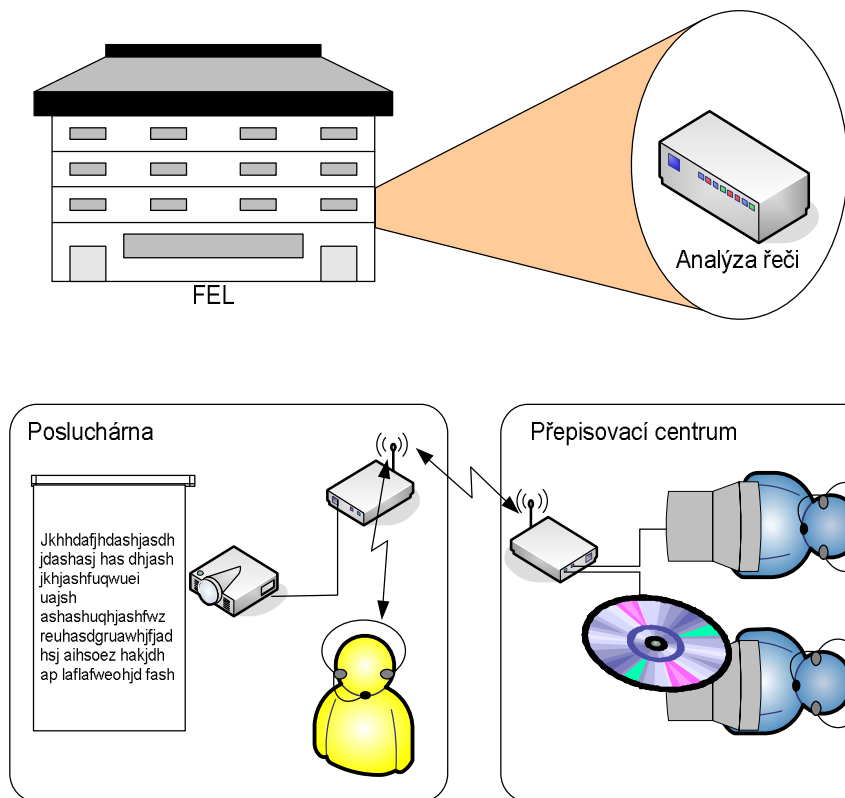 Analýza řeči
FEL
Posluchárna
Jkhhdafjhdashjasdh
jdashasj has dhjash
jkhjashfuqwuei
uajsh
ashashuqhjashfwz
reuhasdgruawhjfjad
hsj aihsoez hakjdh
ap laflafweohjd fash
Přepisovací centrum